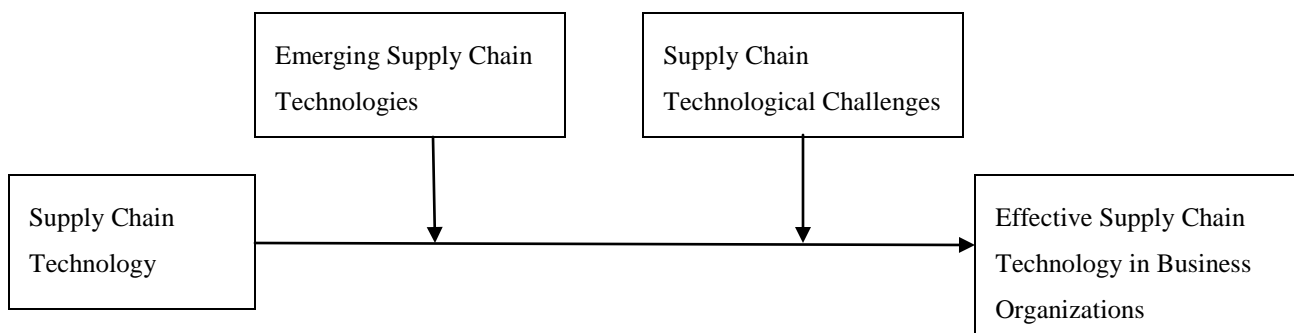 Emerging Supply Chain
Technologies
Supply Chain
Technological Challenges
Supply Chain
Technology
Effective Supply Chain
Technology in Business
Organizations